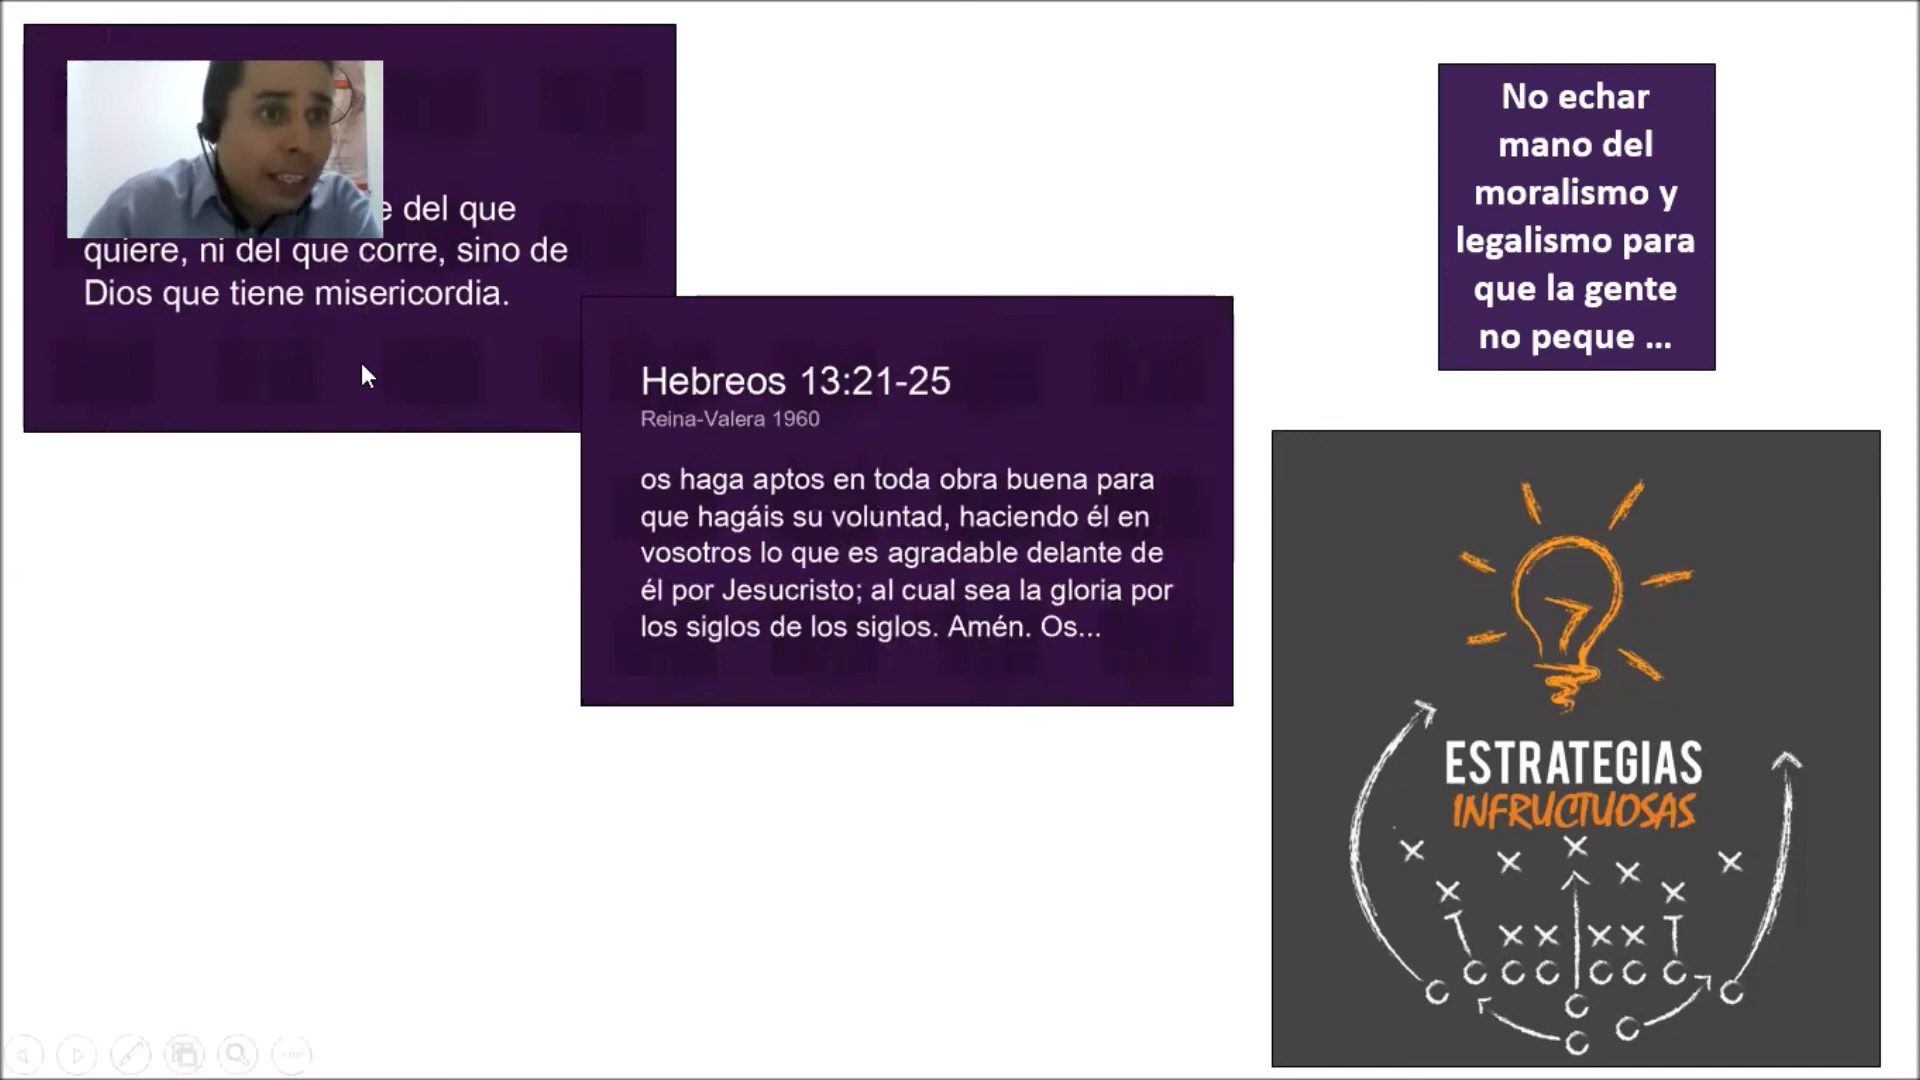 e del que
quiere, ni del que corre, sino de
Dios que tiene misericordia.
Hebreos 13:21-25
Reina-Valera 1960
os haga aptos en toda obra buena para
que hagáis su voluntad, haciendo él en
vosotros lo que es agradable delante de
él por Jesucristo; al cual sea la gloria por
los siglos de los siglos. Amén. Os...
No echar
mano del
moralismo y
legalismo para
que la gente
no peque ...
ESTRATEGIAS
INFRUCTUOSAS